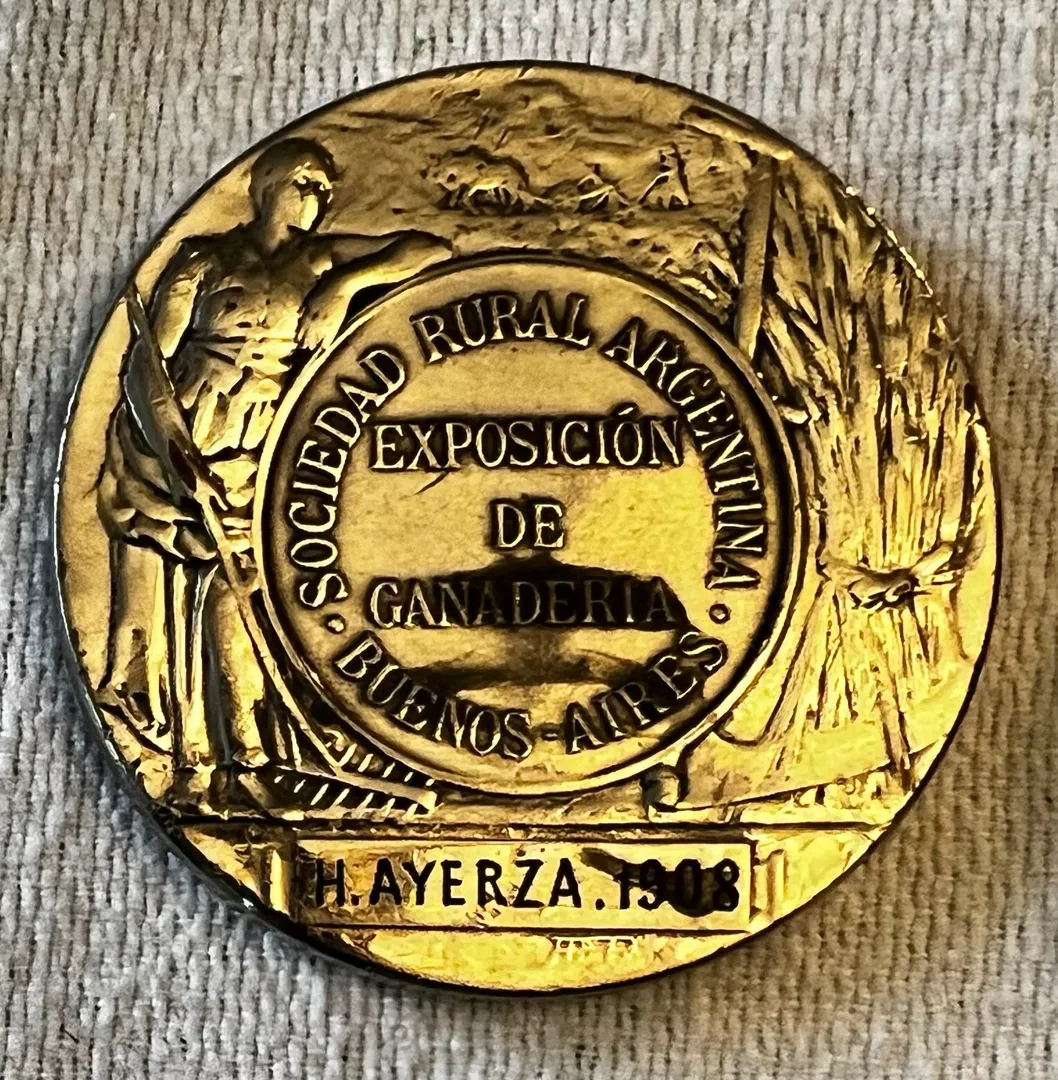 · SOCIEDAD RURAL ARGENTINA ·
EXPOSICIÓN
DE
GANADERIA
BUENOS-AIRES
H. AYERZA. 1908